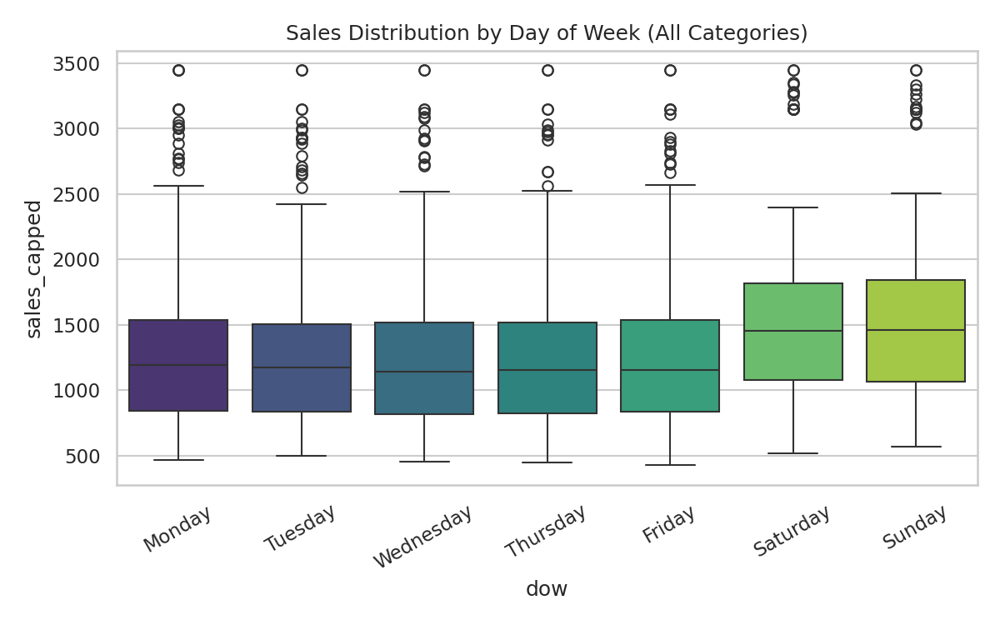 Sales Distribution by Day of Week (All Categories)
sales_capped
3500
3000
2500
2000
1500
1000
500
Monday
Tuesday
Wednesday
Thursday
Friday
Saturday
Sunday
dow